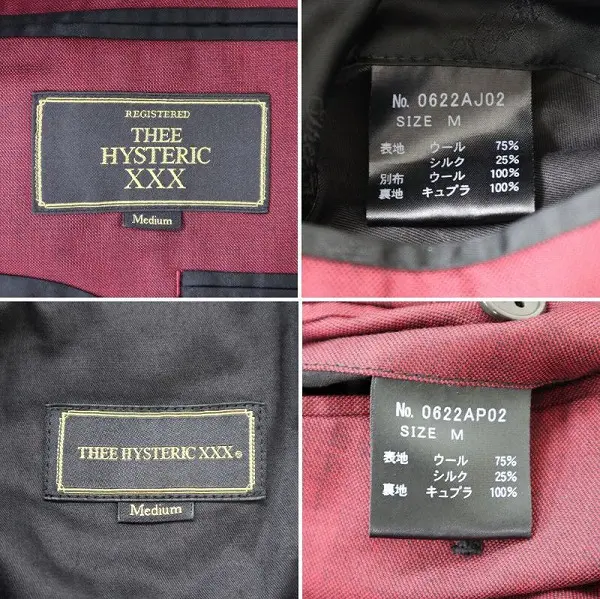 REGISTERED
THEE
HYSTERIC
XXX
Medium
No. 0622AJ02
SIZE M
表地 ウール 75%
シルク 25%
別布 ウール 100%
裏地 キュプラ 100%
THEE HYSTERIC XXX®
Medium
No. 0622AP02
SIZE M
表地 ウール 75%
シルク 25%
裏地 キュプラ 100%